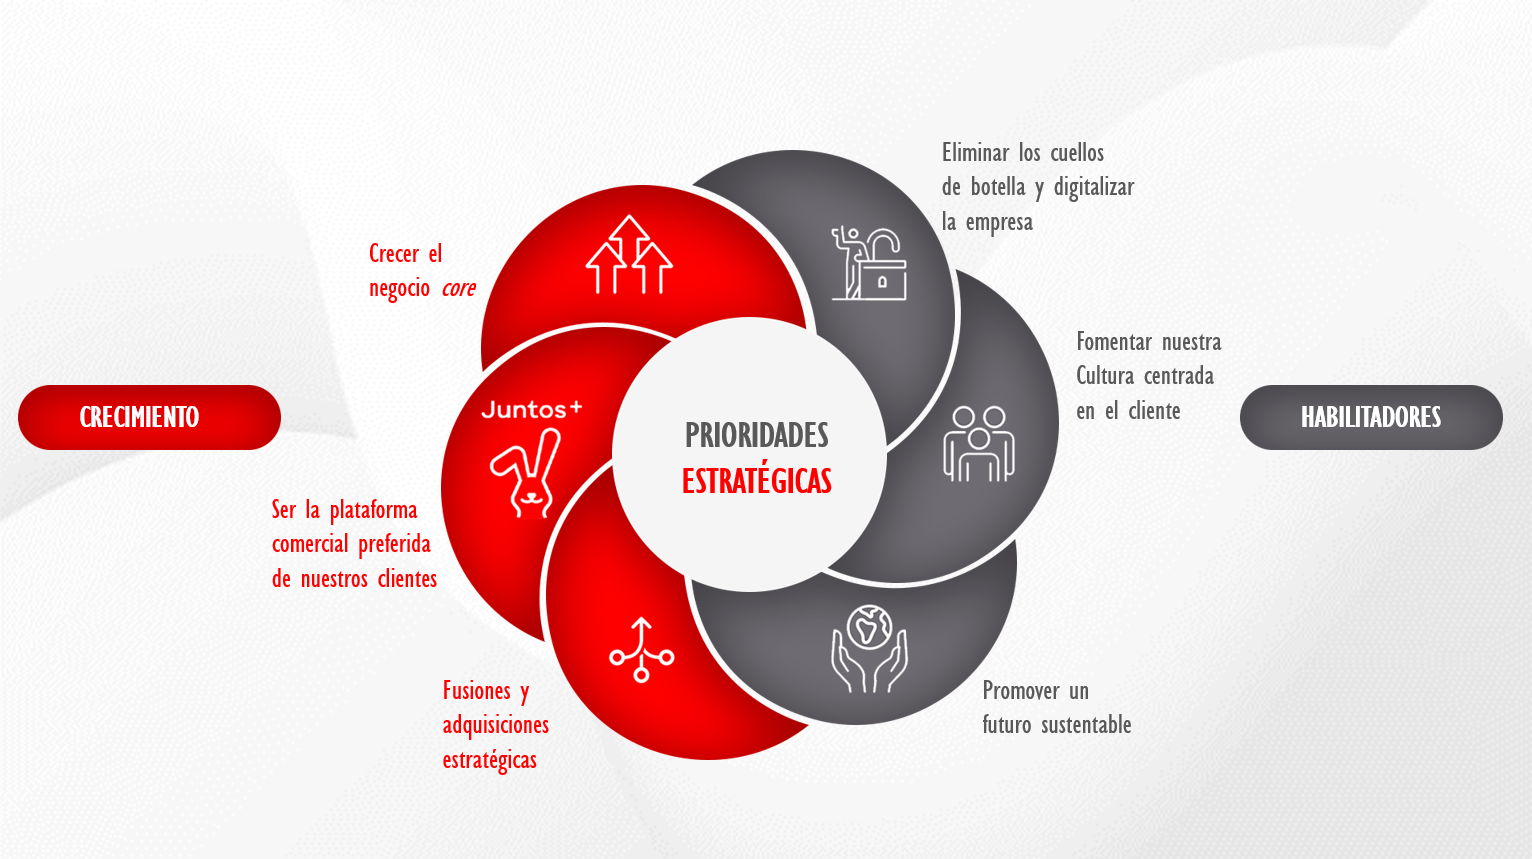 Crecer el
negocio core
CRECIMIENTO
Juntos+
Ser la plataforma
comercial preferida
de nuestros clientes
Fusiones y
adquisiciones
estratégicas
PRIORIDADES
ESTRATÉGICAS
Eliminar los cuellos
de botella y digitalizar
la empresa
Fomentar nuestra
Cultura centrada
en el cliente
HABILITADORES
Promover un
futuro sustentable